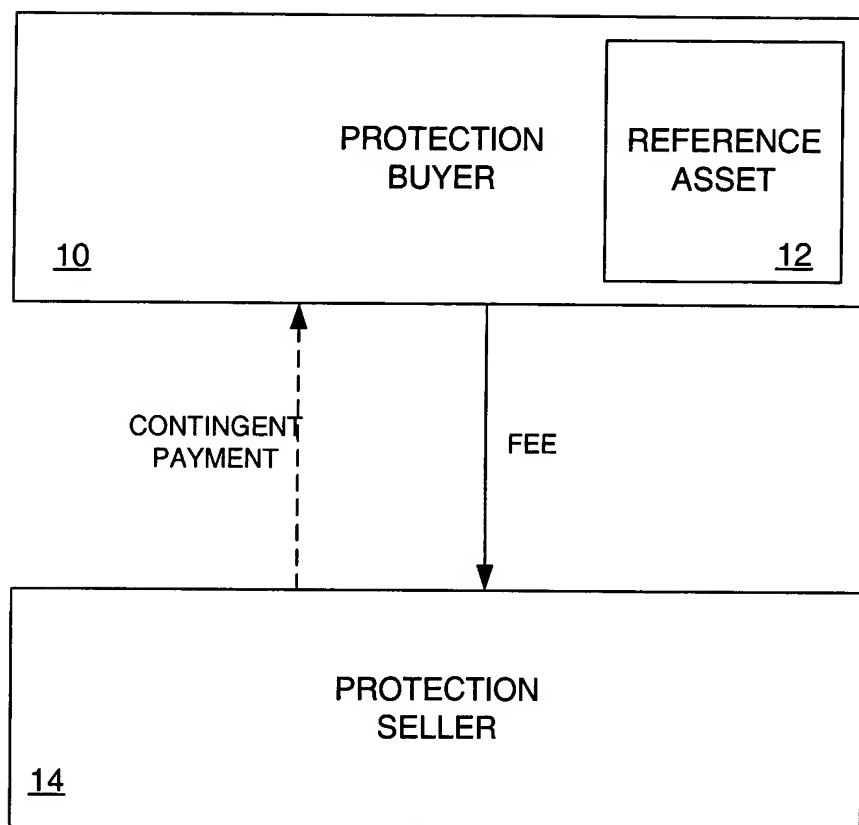 PROTECTION
BUYER
REFERENCE
ASSET
10
12
CONTINGENT
PAYMENT
FEE
PROTECTION
SELLER
14